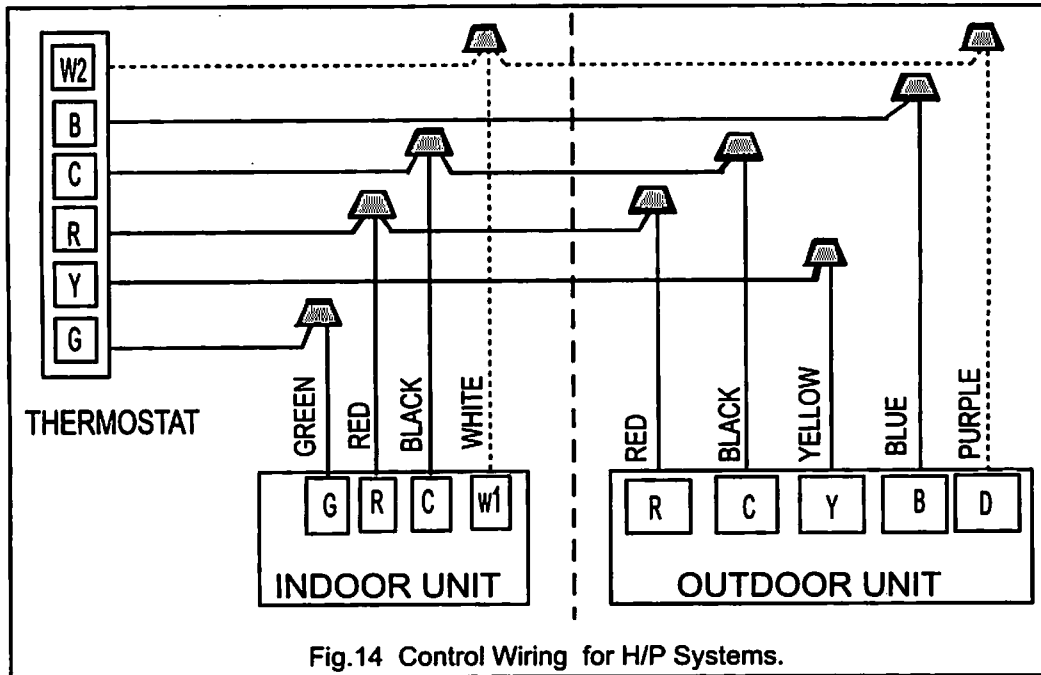 W2
B
C
R
Y
G
THERMOSTAT
GREEN
RED
BLACK
WHITE
RED
BLACK
YELLOW
BLUE
PURPLE
G R C W1
R C Y B D
INDOOR UNIT
OUTDOOR UNIT
Fig.14 Control Wiring for H/P Systems.